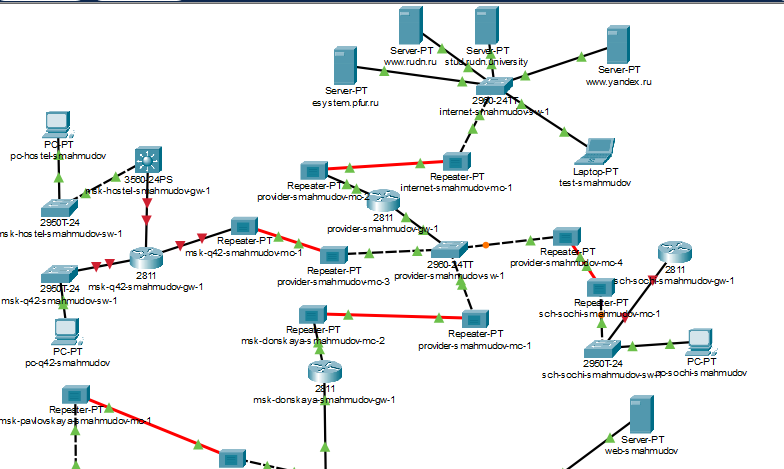 Server-PT
www.rudn.ru
Server-PT
stud.rudn.university
Server-PT
www.yandex.ru
Server-PT
esystem.pfur.ru
2960-24TT
internet-smahmudov-sw-1
Laptop-PT
test-smahmudov
PC-PT
pc-hostel-smahmudov
3560-24PS
msk-hostel-smahmudov-gw-1
2950T-24
msk-hostel-smahmudov-sw-1
Repeater-PT
internet-smahmudov-mc-1
Repeater-PT
provider-smahmudov-mc-2
2811
provider-smahmudov-gw-1
Repeater-PT
msk-q42-smahmudov-mc-1
Repeater-PT
provider-smahmudov-mc-3
2960-24TT
provider-smahmudov-sw-1
Repeater-PT
provider-smahmudov-mc-4
2811
sch-sochi-smahmudov-gw-1
2811
msk-q42-smahmudov-gw-1
2950T-24
msk-q42-smahmudov-sw-1
PC-PT
pc-q42-smahmudov
Repeater-PT
sch-sochi-smahmudov-mc-1
Repeater-PT
msk-donskaya-smahmudov-mc-2
Repeater-PT
provider-smahmudov-mc-1
2950T-24
sch-sochi-smahmudov-sw-1
PC-PT
pc-sochi-smahmudov
2811
msk-donskaya-smahmudov-gw-1
Repeater-PT
msk-pavlovskaya-smahmudov-mc-1
Server-PT
web-smahmudov